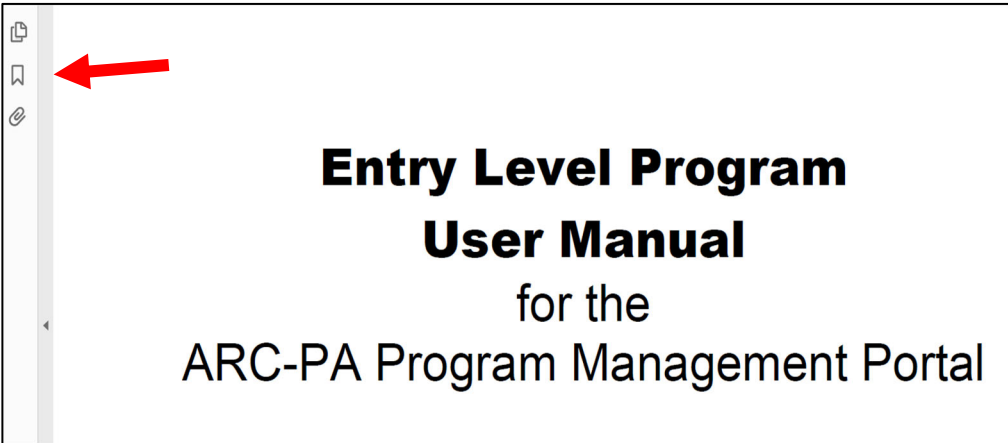 Entry Level Program
User Manual
for the
ARC-PA Program Management Portal